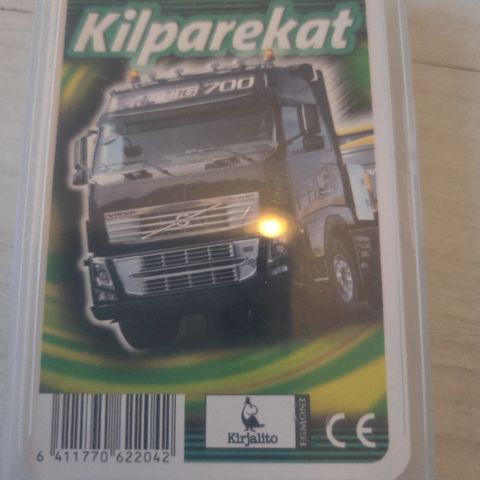 Kilparekat
700
VOLVO
Kirjalito
EGMONT
CE
6 411770 622042